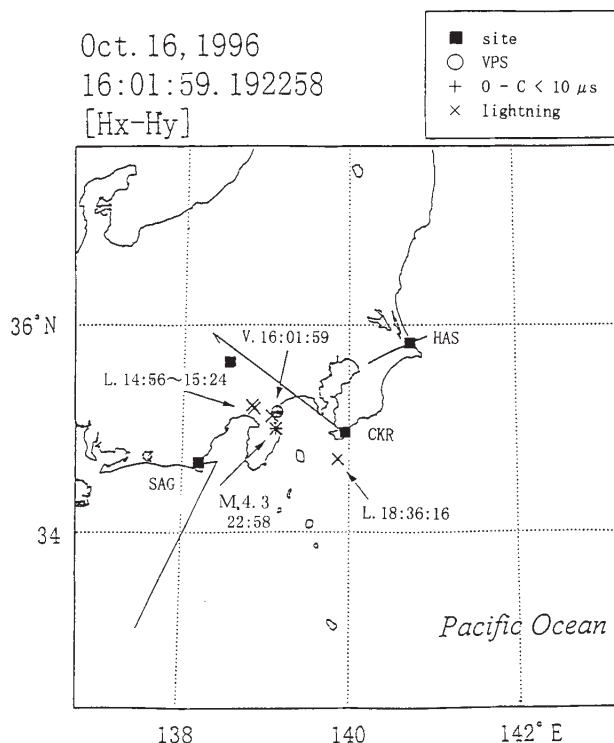 Oct. 16, 1996
16:01:59.192258
[Hx-Hy]
site
VPS
O - C < 10 μs
lightning
36°N
HAS
V. 16:01:59
L. 14:56～15:24
CKR
SAG
M. 4. 3
22:58
L. 18:36:16
34
Pacific Ocean
138
140
142°E